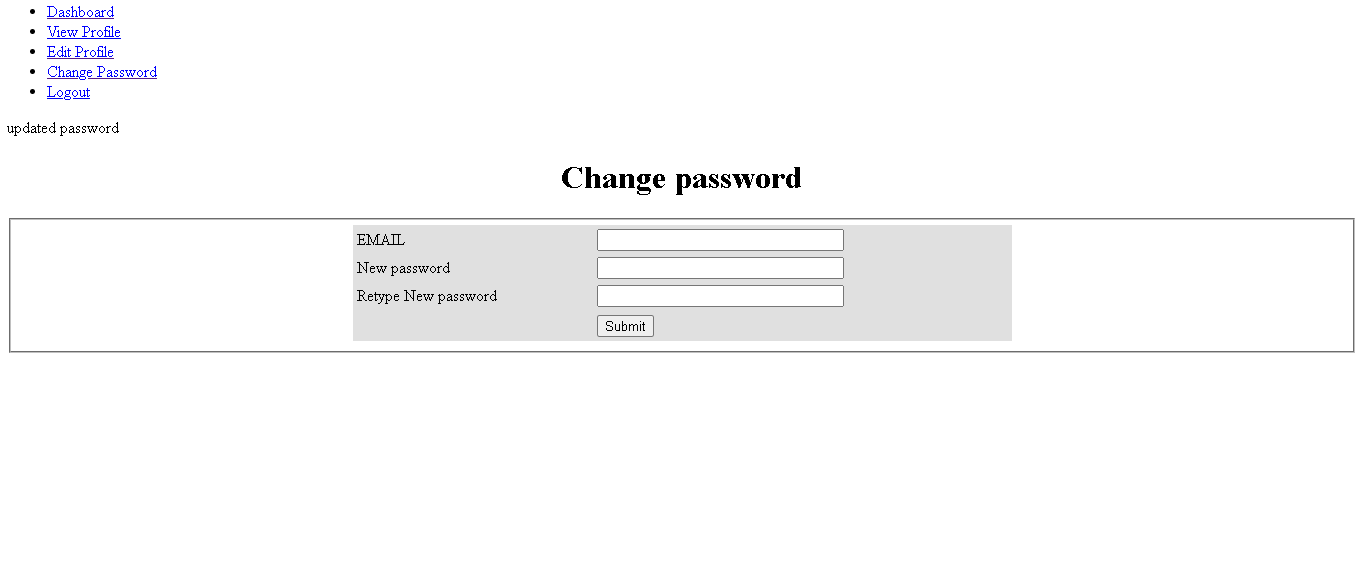 Dashboard
View Profile
Edit Profile
Change Password
Logout
updated password
Change password
EMAIL
New password
Retype New password
Submit